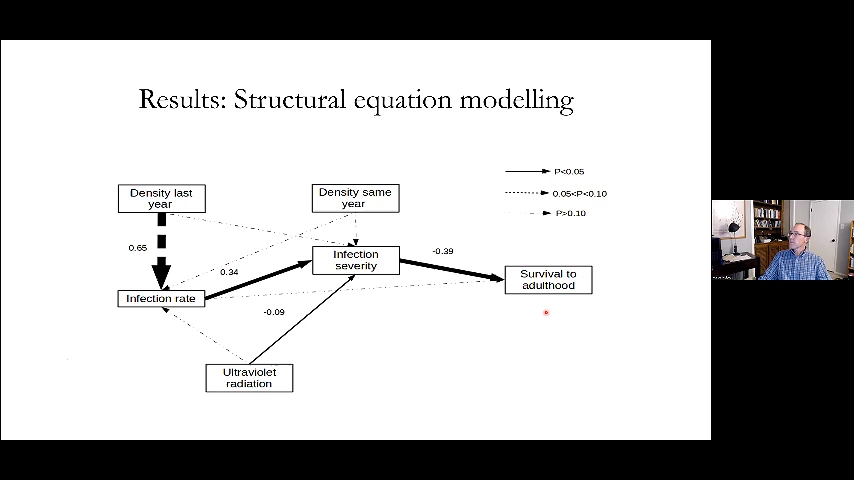 Results: Structural equation modelling
P<0.05
0.05<P<0.10
P>0.10
Density last
year
Density same
year
0.65
0.34
Infection
severity
-0.39
Survival to
adulthood
Infection rate
-0.09
Ultraviolet
radiation